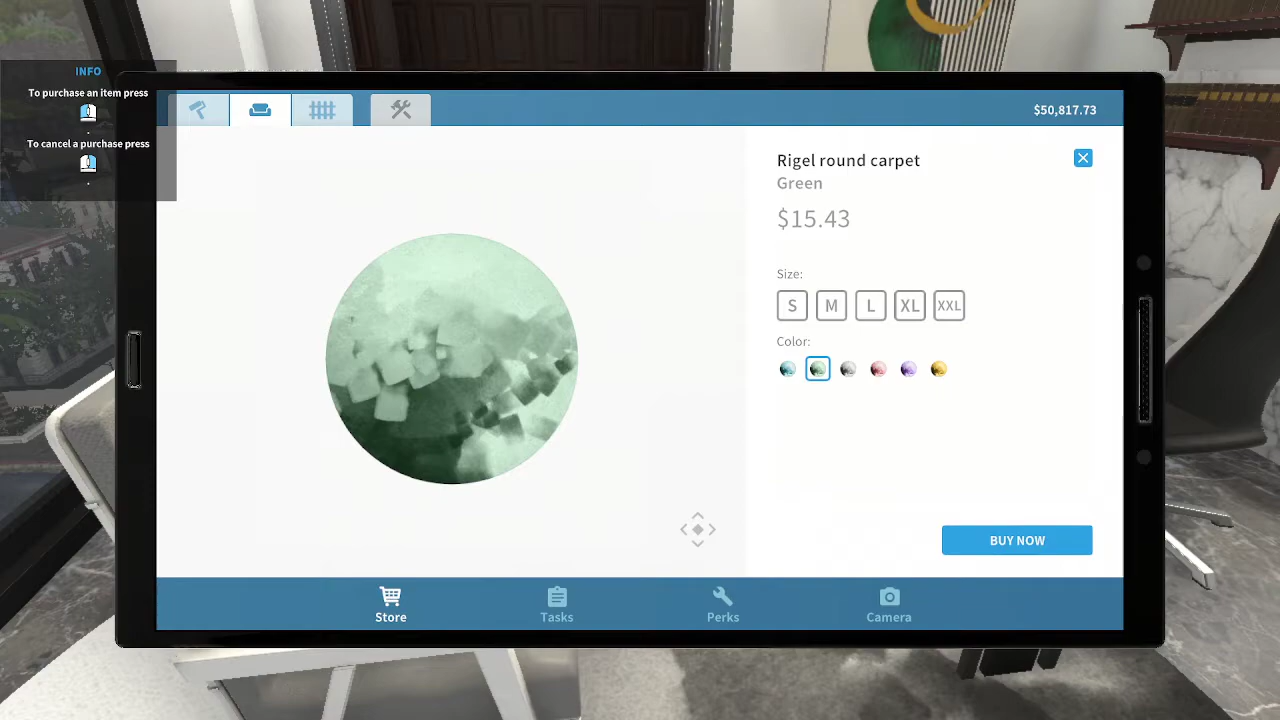 INFO
To purchase an item press
.
To cancel a purchase press
.
$50,817.73
Rigel round carpet
Green
$15.43
Size:
S M L XL XXL
Color:
BUY NOW
Store Tasks Perks Camera